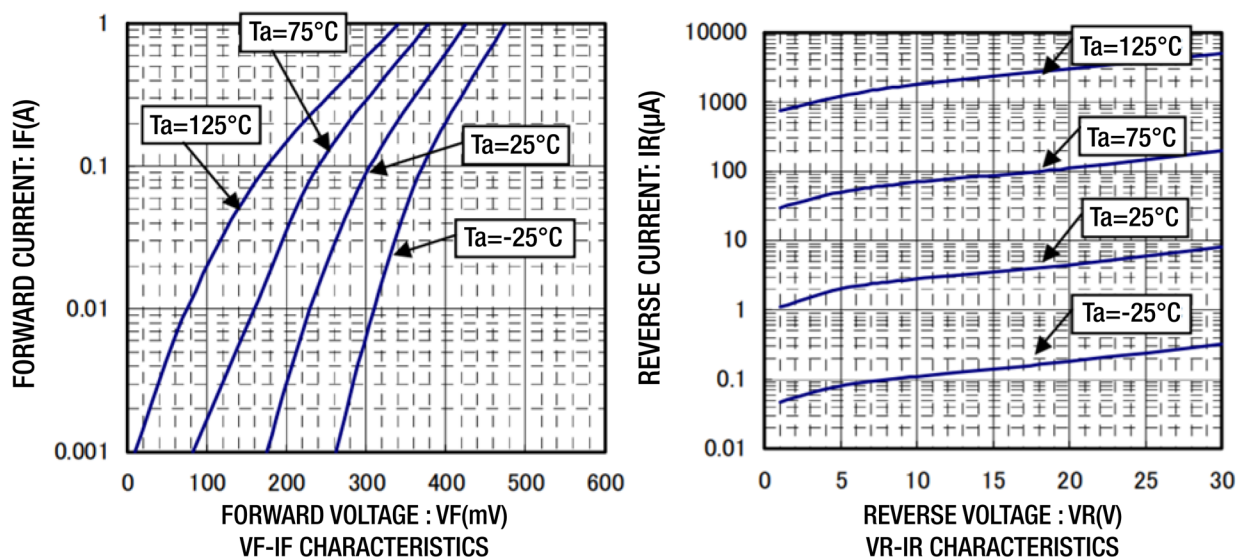 FORWARD CURRENT: IF(A)
1
0.1
0.01
0.001
Ta=75°C
Ta=125°C
Ta=25°C
Ta=-25°C
0 100 200 300 400 500 600
FORWARD VOLTAGE : VF(mV)
VF-IF CHARACTERISTICS
REVERSE CURRENT: IR(µA)
10000
1000
100
10
1
0.1
0.01
Ta=125°C
Ta=75°C
Ta=25°C
Ta=-25°C
0 5 10 15 20 25 30
REVERSE VOLTAGE : VR(V)
VR-IR CHARACTERISTICS